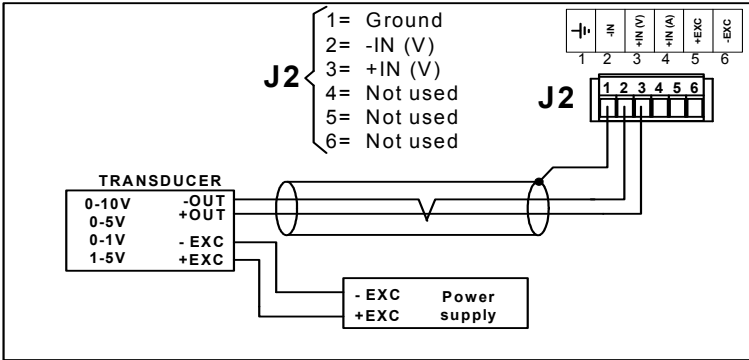 J2
1= Ground
2= -IN (V)
3= +IN (V)
4= Not used
5= Not used
6= Not used
-IN +IN (V) +IN (A) +EXC -EXC
1 2 3 4 5 6
J2
1 2 3 4 5 6
TRANSDUCER
0-10V -OUT
0-5V +OUT
0-1V - EXC
1-5V +EXC
- EXC Power
+EXC supply